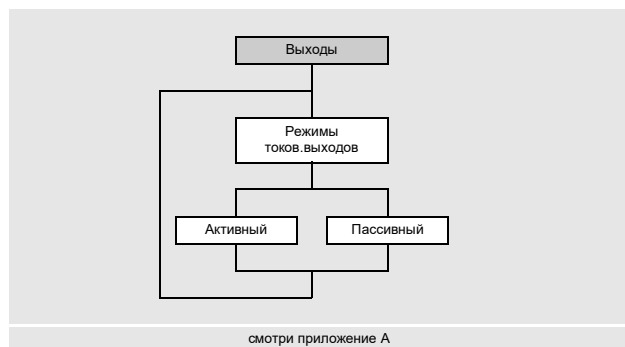 Выходы
Режимы
токов.выходов
Активный
Пассивный
смотри приложение А